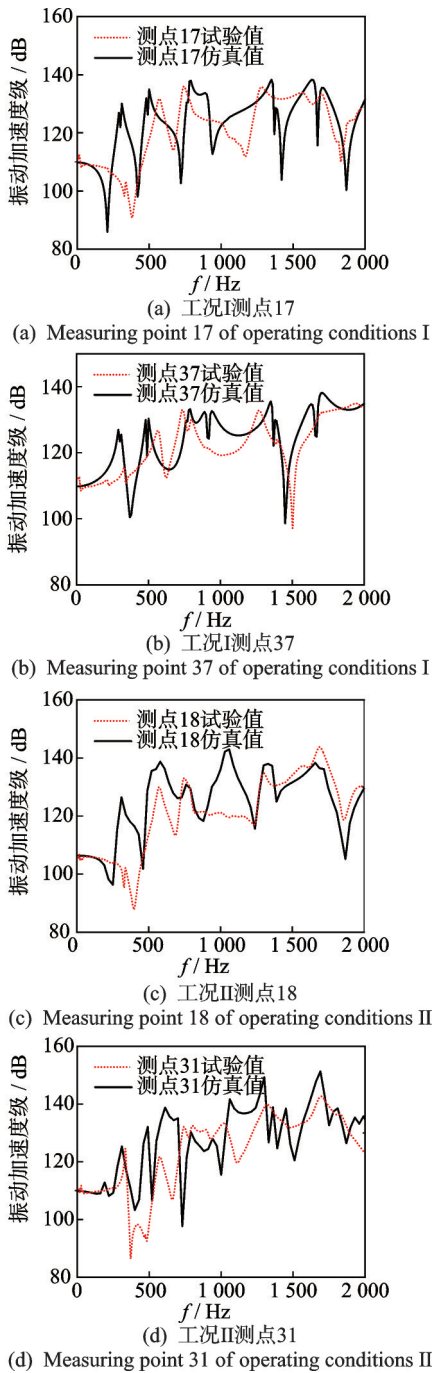 160
140
120
100
80
振动加速度级 / dB
测点17试验值
测点17仿真值
0
500
1 000
1 500
2 000
f / Hz
(a) 工况I测点17
(a) Measuring point 17 of operating conditions I
140
120
100
80
振动加速度级 / dB
测点37试验值
测点37仿真值
0
500
1 000
1 500
2 000
f / Hz
(b) 工况I测点37
(b) Measuring point 37 of operating conditions I
160
140
120
100
80
振动加速度级 / dB
测点18试验值
测点18仿真值
0
500
1 000
1 500
2 000
f / Hz
(c) 工况II测点18
(c) Measuring point 18 of operating conditions II
160
140
120
100
80
振动加速度级 / dB
测点31试验值
测点31仿真值
0
500
1 000
1 500
2 000
f / Hz
(d) 工况II测点31
(d) Measuring point 31 of operating conditions II